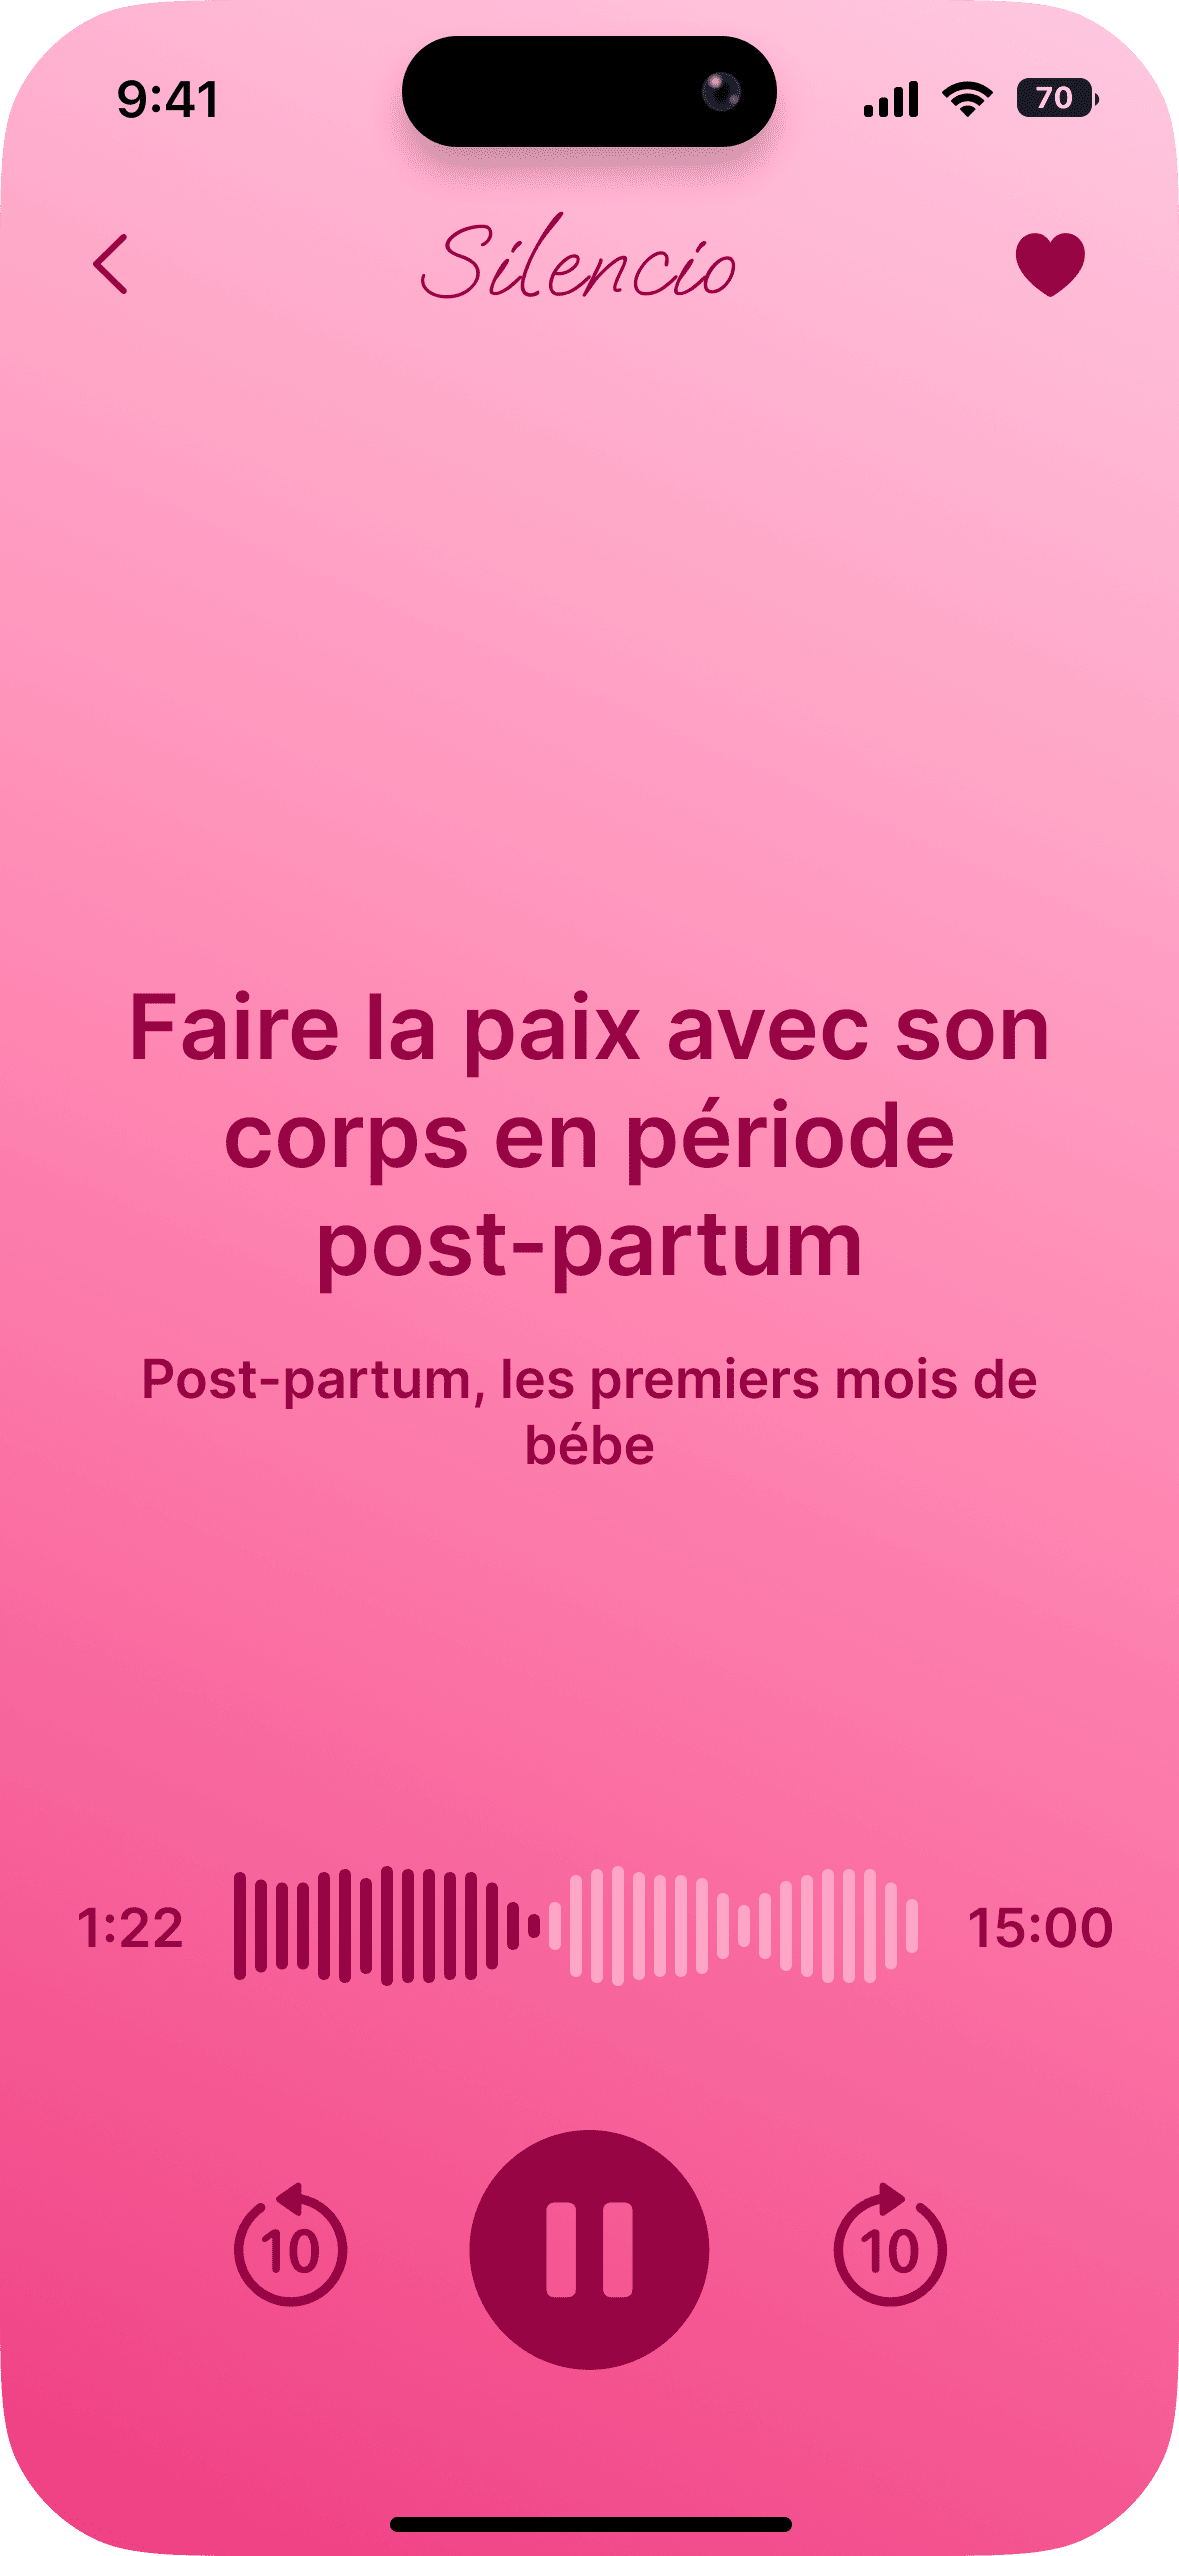 9:41
70
Silencio
Faire la paix avec son
corps en période
post-partum
Post-partum, les premiers mois de
bébe
1:22
15:00
10
10